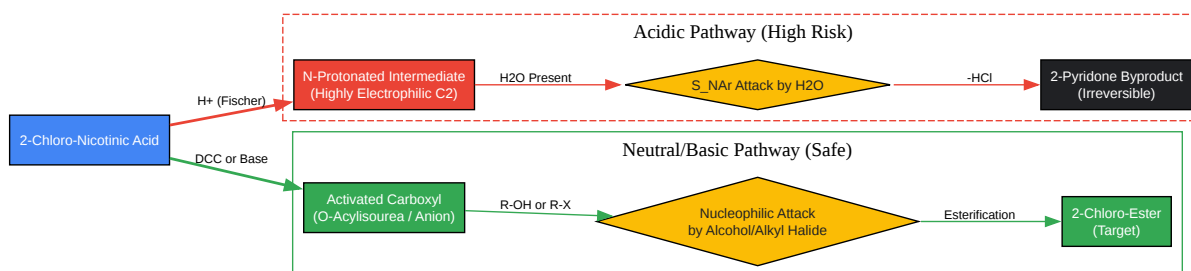 Acidic Pathway (High Risk)
N-Protonated Intermediate
(Highly Electrophilic C2)
H2O Present
S_NAr Attack by H2O
-HCl
2-Pyridone Byproduct
(Irreversible)
H+ (Fischer)
2-Chloro-Nicotinic Acid
DCC or Base
Neutral/Basic Pathway (Safe)
Activated Carboxyl
(O-Acylisourea / Anion)
R-OH or R-X
Nucleophilic Attack
by Alcohol/Alkyl Halide
Esterification
2-Chloro-Ester
(Target)